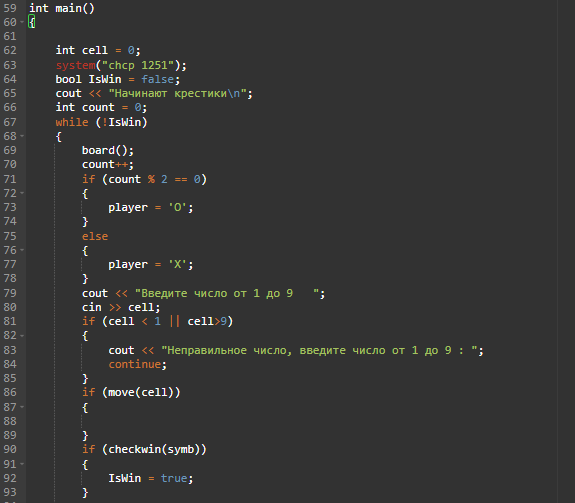 59 int main()
60 {
61
62 int cell = 0;
63 system("chcp 1251");
64 bool IsWin = false;
65 cout << "Начинают крестики\n";
66 int count = 0;
67 while (!IsWin)
68 {
69 board();
70 count++;
71 if (count % 2 == 0)
72 {
73 player = 'O';
74 }
75 else
76 {
77 player = 'X';
78 }
79 cout << "Введите число от 1 до 9   ";
80 cin >> cell;
81 if (cell < 1 || cell>9)
82 {
83 cout << "Неправильное число, введите число от 1 до 9 : ";
84 continue;
85 }
86 if (move(cell))
87 {
88
89 }
90 if (checkwin(symb))
91 {
92 IsWin = true;
93 }